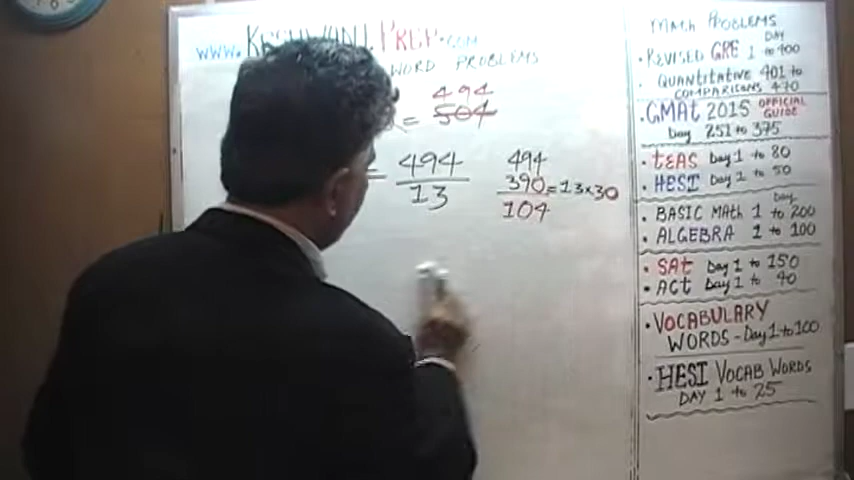 www. KESHWANI PREP.com
WORD PROBLEMS
494
= 504
= 494
13
494
390 = 13 x 30
104
MATH PROBLEMS
DAY
• REVISED GRE 1 to 400
• QUANTITATIVE 401 to
COMPARISONS 470
• GMAT 2015 OFFICIAL GUIDE
Day 251 to 375
• TEAS Day 1 to 80
• HESI Day 1 to 50
Day
• BASIC MATH 1 to 200
• ALGEBRA 1 to 100
• SAT Day 1 to 150
• ACT Day 1 to 40
• VOCABULARY
WORDS - Day 1 to 100
• HESI VOCAB WORDS
DAY 1 to 25